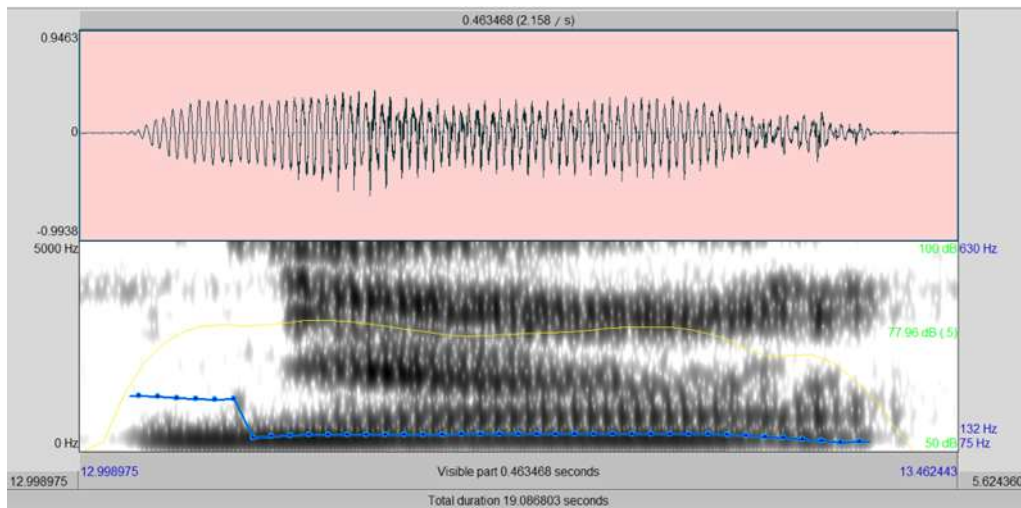 0.463468 (2.158 / s)
0.9463
0
-0.9938
5000 Hz
100 dB
630 Hz
77.96 dB (.5)
0 Hz
50 dB
132 Hz
75 Hz
12.998975
12.998975
Visible part 0.463468 seconds
13.462443
5.624360
Total duration 19.086803 seconds